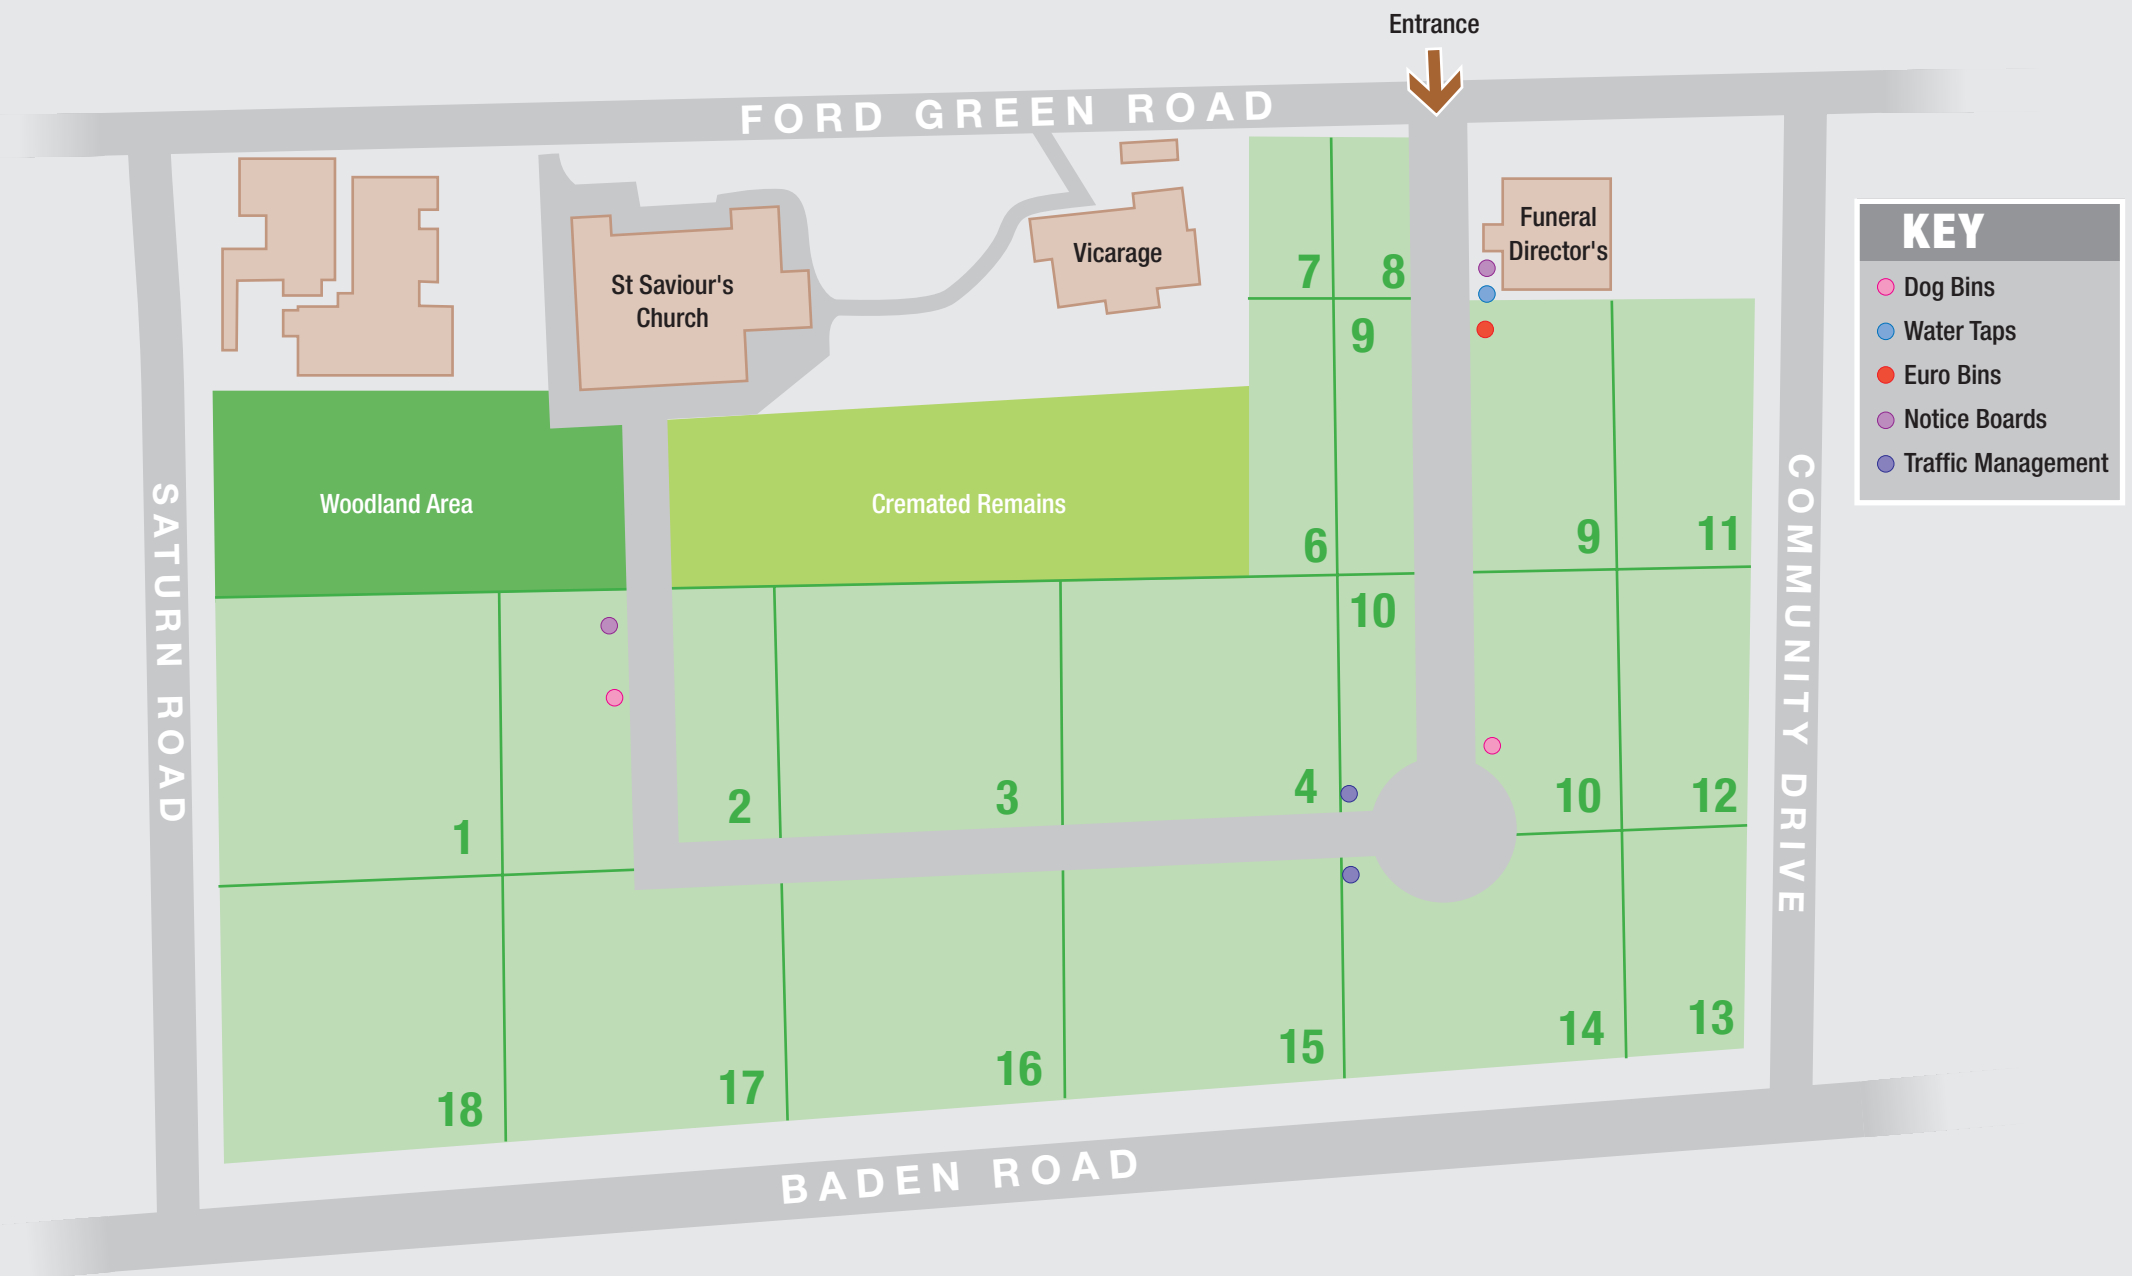 Entrance
FORD GREEN ROAD
St Saviour's
Church
Vicarage
7
8
Funeral
Director's
KEY
Dog Bins
Water Taps
Euro Bins
Notice Boards
Traffic Management
9
Woodland Area
Cremated Remains
6
9
11
SATURN ROAD
COMMUNITY DRIVE
10
1
2
3
4
10
12
18
17
16
15
14
13
BADEN ROAD